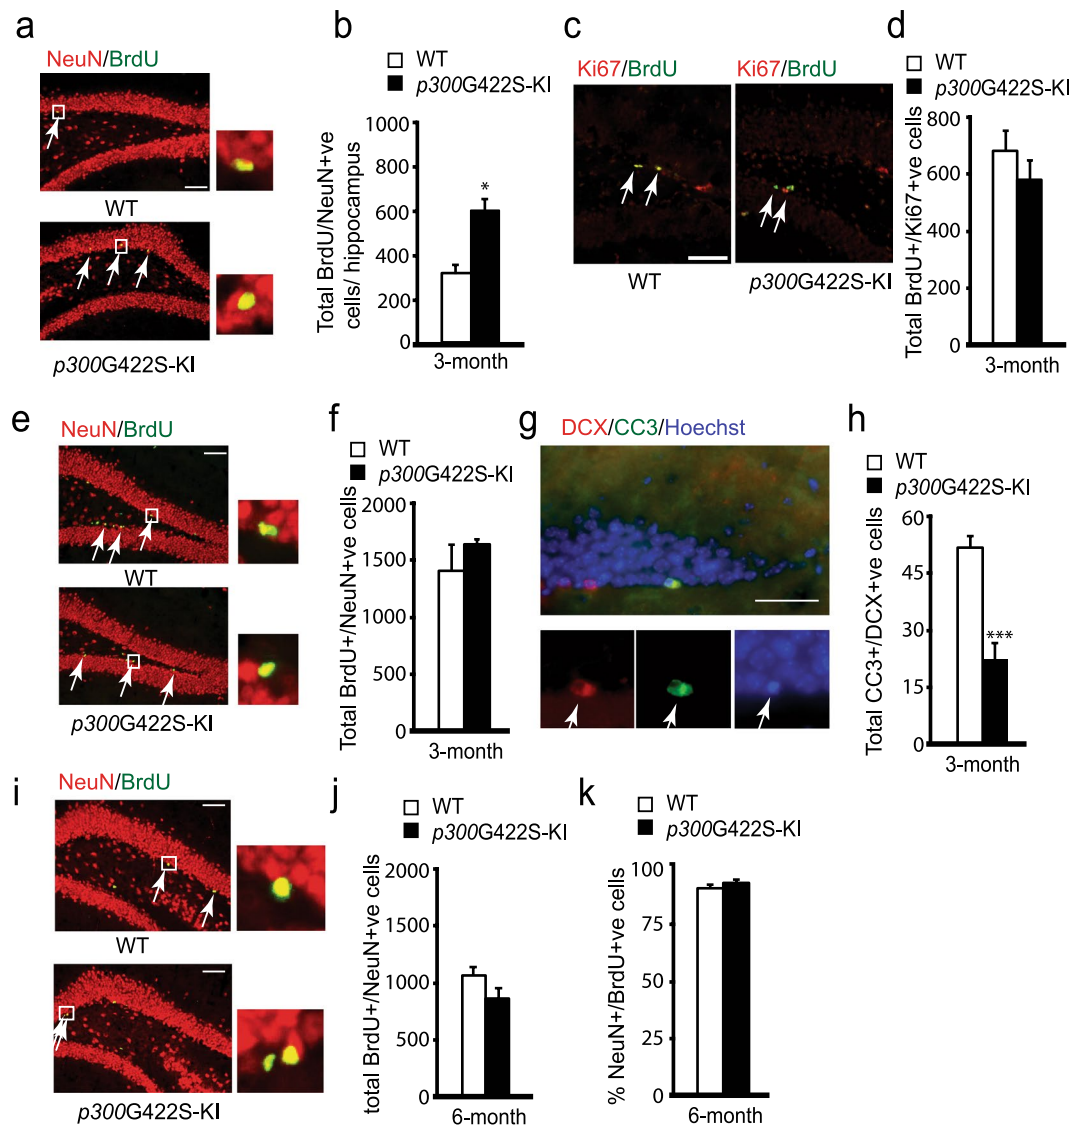 a
NeuN/BrdU
WT
p300G422S-KI
b
WT
p300G422S-KI
Total BrdU/NeuN+ve
cells/ hippocampus
1000
800
600
400
200
0
3-month
*
c
Ki67/BrdU
Ki67/BrdU
WT
p300G422S-KI
d
WT
p300G422S-KI
Total BrdU+/Ki67+ve cells
800
600
400
200
0
3-month
e
NeuN/BrdU
WT
p300G422S-KI
f
WT
p300G422S-KI
Total BrdU+/NeuN+ve cells
2000
1500
1000
500
0
3-month
g
DCX/CC3/Hoechst
h
WT
p300G422S-KI
Total CC3+/DCX+ve cells
60
45
30
15
0
***
3-month
i
NeuN/BrdU
WT
p300G422S-KI
j
WT
p300G422S-KI
total BrdU+/NeuN+ve cells
2000
1500
1000
500
0
6-month
k
WT
p300G422S-KI
% NeuN+/BrdU+ve cells
100
75
50
25
0
6-month